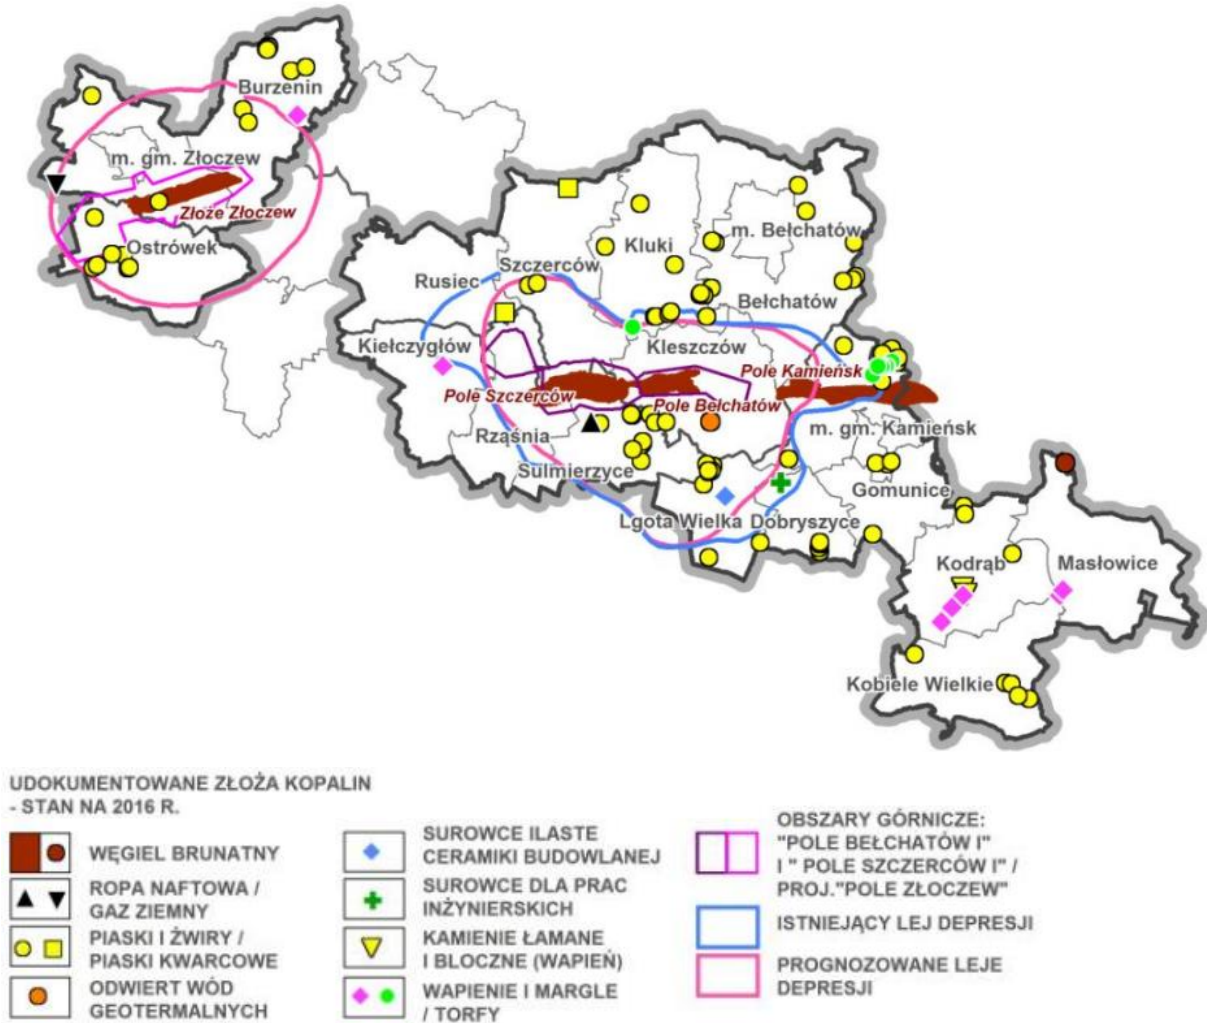 Burzenin
m. gm. Złoczew
Złoże Złoczew
Ostrówek
Rusiec
Szczerców
Kluki
m. Bełchatów
Bełchatów
Kiełczygłów
Kleszczów
Pole Kamieńsk
Pole Szczerców
Pole Bełchatów
Rząśnia
m. gm. Kamieńsk
Sulmierzyce
Gomunice
Lgota Wielka
Dobryszyce
Kodrąb
Masłowice
Kobiele Wielkie
UDOKUMENTOWANE ZŁOŻA KOPALIN
- STAN NA 2016 R.
WĘGIEL BRUNATNY
ROPA NAFTOWA /
GAZ ZIEMNY
PIASKI I ŻWIRY /
PIASKI KWARCOWE
ODWIERT WÓD
GEOTERMALNYCH
SUROWCE ILASTE
CERAMIKI BUDOWLANEJ
SUROWCE DLA PRAC
INŻYNIERSKICH
KAMIENIE ŁAMANE
I BLOCZNE (WAPIEŃ)
WAPIENIE I MARGLE
/ TORFY
OBSZARY GÓRNICZE:
"POLE BEŁCHATÓW I"
I " POLE SZCZERCÓW I" /
PROJ."POLE ZŁOCZEW"
ISTNIEJĄCY LEJ DEPRESJI
PROGNOZOWANE LEJE
DEPRESJI